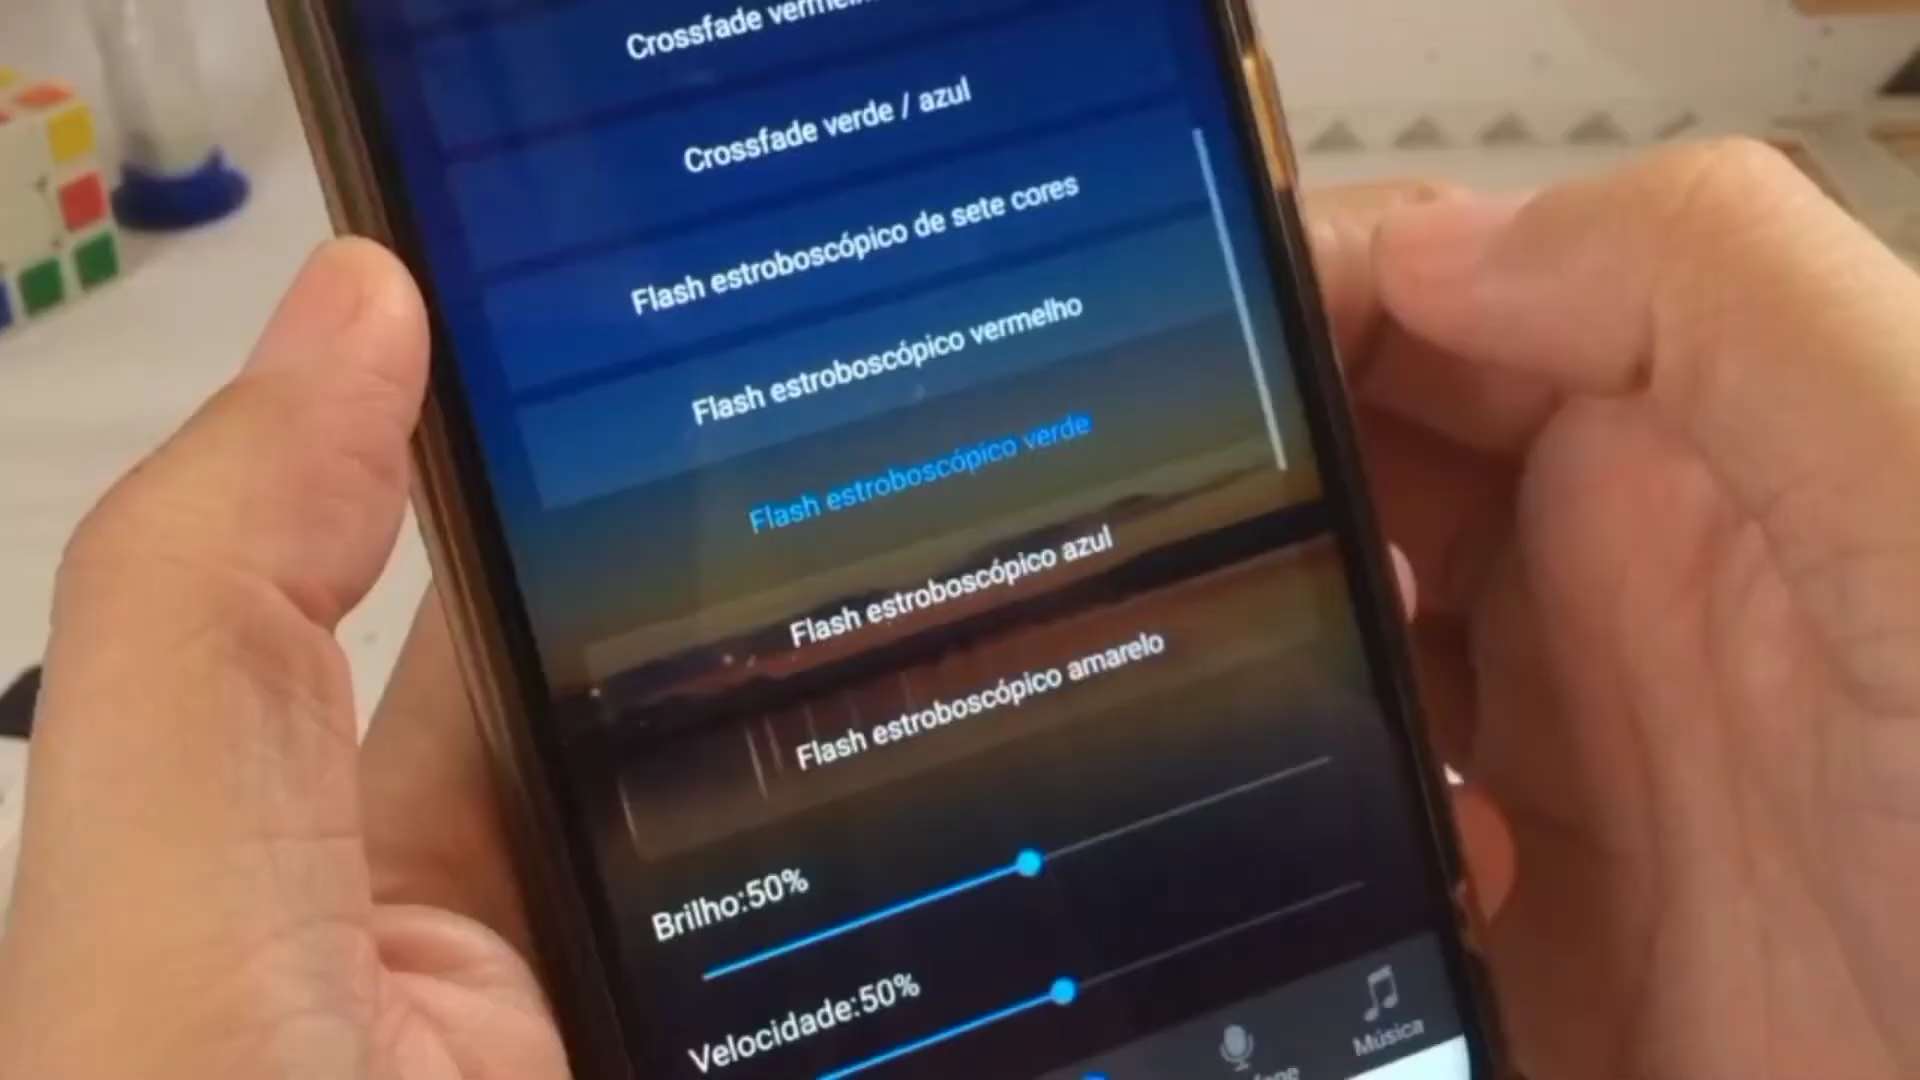 Crossfade
Crossfade verde / azul
Flash estroboscópico de sete cores
Flash estroboscópico vermelho
Flash estroboscópico verde
Flash estroboscópico azul
Flash estroboscópico amarelo
Brilho:50%
Velocidade:50%
Música